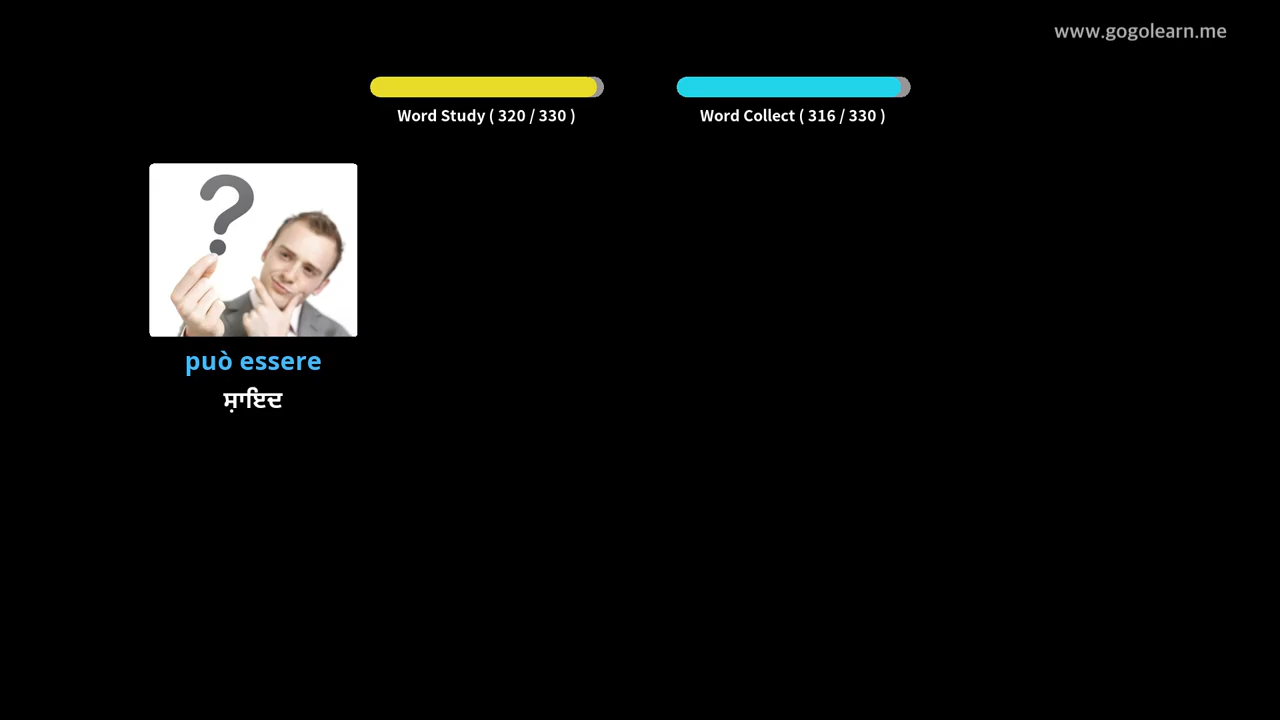 www.gogolearn.me
Word Study ( 320 / 330 )
Word Collect ( 316 / 330 )
può essere
ਸ਼ਾਇਦ